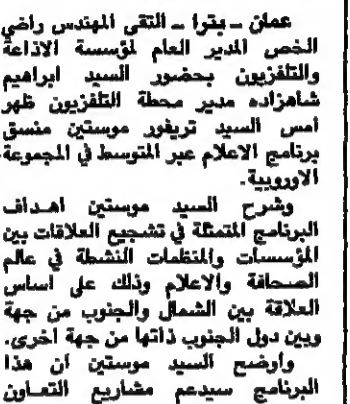 عمان ــ بترا ــ التقى المهندس راضي
الخص المدير العام لمؤسسة الاذاعة
والتلفزيون بحضور السيد ابراهيم
شاهزاده مدير محطة التلفزيون ظهر
امس السيد تريفور موستين منسق
برنامج الاعلام عبر المتوسط في المجموعة
الاوروبية.
وشرح السيد موستين اهداف
البرنامج المتمثلة في تشجيع العلاقات بين
المؤسسات والمنظمات النشطة في عالم
الصحافة والاعلام وذلك على اساس
العلاقة بين الشمال والجنوب من جهة
وبين دول الجنوب ذاتها من جهة اخرى.
واوضح السيد موستين ان هذا
البرنامج سيدعم مشاريع التعاون